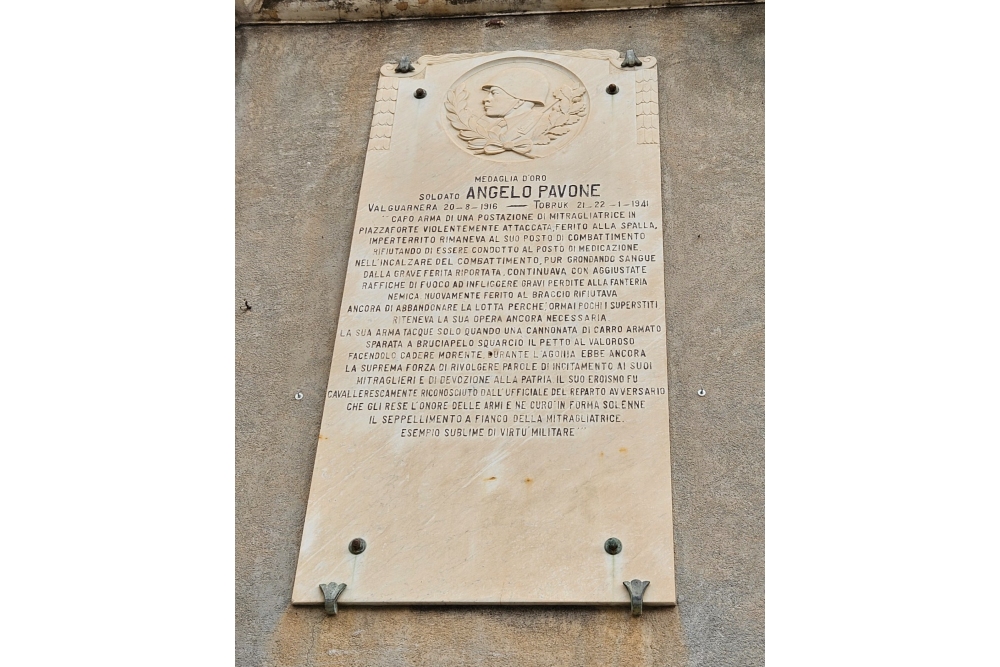 MEDAGLIA D'ORO
SOLDATO ANGELO PAVONE
VALGUARNERA 20-8-1916 — TOBRUK 21-22-1-1941
"CAPO ARMA DI UNA POSTAZIONE DI MITRAGLIATRICE IN
PIAZZAFORTE VIOLENTEMENTE ATTACCATA, FERITO ALLA SPALLA,
IMPERTERRITO RIMANEVA AL SUO POSTO DI COMBATTIMENTO
RIFIUTANDO DI ESSERE CONDOTTO AL POSTO DI MEDICAZIONE.
NELL'INCALZARE DEL COMBATTIMENTO, PUR GRONDANDO SANGUE
DALLA GRAVE FERITA RIPORTATA, CONTINUAVA, CON AGGIUSTATE
RAFFICHE DI FUOCO AD INFLIGGERE GRAVI PERDITE ALLA FANTERIA
NEMICA. NUOVAMENTE FERITO AL BRACCIO RIFIUTAVA
ANCORA DI ABBANDONARE LA LOTTA PERCHE' ORMAI POCHI I SUPERSTITI
RITENEVA LA SUA OPERA ANCORA NECESSARIA.
LA SUA ARMA TACQUE SOLO QUANDO UNA CANNONATA DI CARRO ARMATO
SPARATA A BRUCIAPELO SQUARCIO IL PETTO AL VALOROSO
FACENDOLO CADERE MORENTE. DURANTE L'AGONIA EBBE ANCORA
LA SUPREMA FORZA DI RIVOLGERE PAROLE DI INCITAMENTO AI SUOI
MITRAGLIERI E DI DEVOZIONE ALLA PATRIA. IL SUO EROISMO FU
CAVALLERESCAMENTE RICONOSCIUTO DALL'UFFICIALE DEL REPARTO AVVERSARIO
CHE GLI RESE L'ONORE DELLE ARMI E NE CURO' IN FORMA SOLENNE
IL SEPPELLIMENTO A FIANCO DELLA MITRAGLIATRICE.
ESEMPIO SUBLIME DI VIRTU' MILITARE"